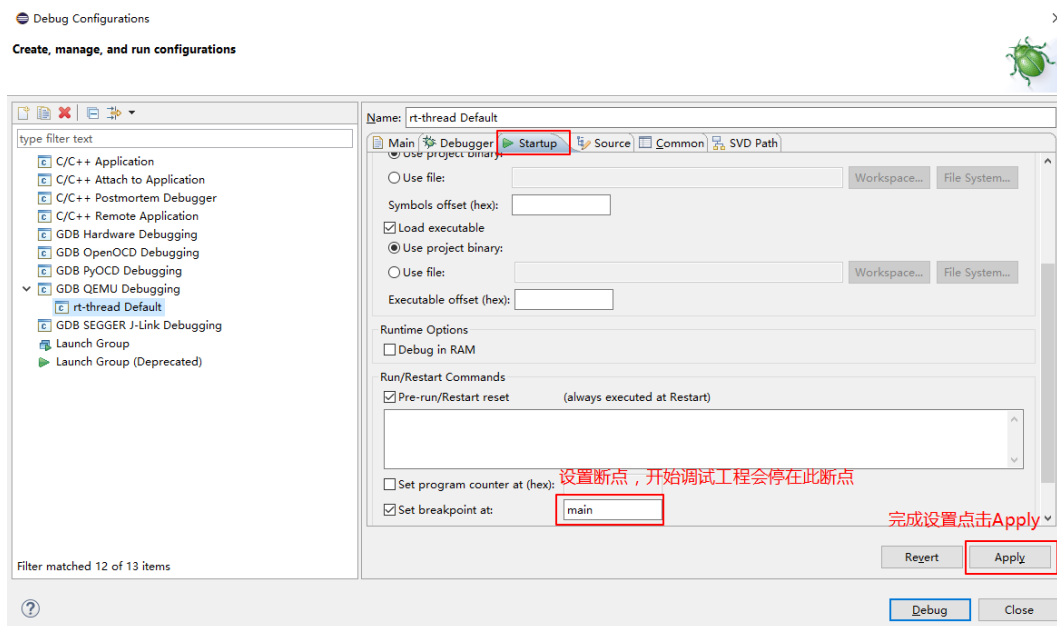 Debug Configurations
Create, manage, and run configurations
type filter text
C/C++ Application
C/C++ Attach to Application
C/C++ Postmortem Debugger
C/C++ Remote Application
GDB Hardware Debugging
GDB OpenOCD Debugging
GDB PyOCD Debugging
GDB QEMU Debugging
rt-thread Default
GDB SEGGER J-Link Debugging
Launch Group
Launch Group (Deprecated)
Filter matched 12 of 13 items
Name: rt-thread Default
Main Debugger Startup Source Common SVD Path
Use project binary:
Use file: Workspace... File System...
Symbols offset (hex):
Load executable
Use project binary:
Use file: Workspace... File System...
Executable offset (hex):
Runtime Options
Debug in RAM
Run/Restart Commands
Pre-run/Restart reset (always executed at Restart)
设置断点，开始调试工程会停在此断点
Set program counter at (hex):
Set breakpoint at: main
完成设置点击Apply
Revert Apply
Debug Close